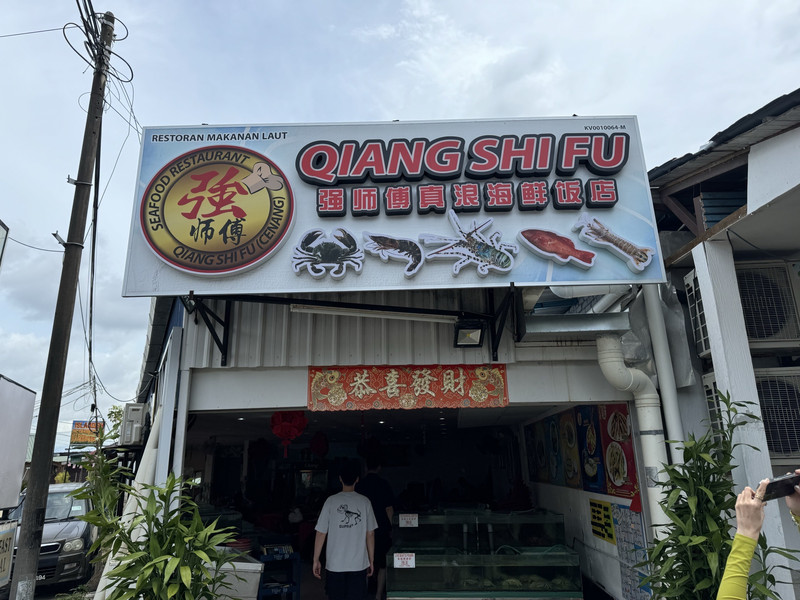 RESTORAN MAKANAN LAUT
KV0010064-M
QIANG SHI FU
强师傅真浪海鲜饭店
SEAFOOD RESTAURANT
強
师傅
QIANG SHI FU (CENANG)
恭喜發財